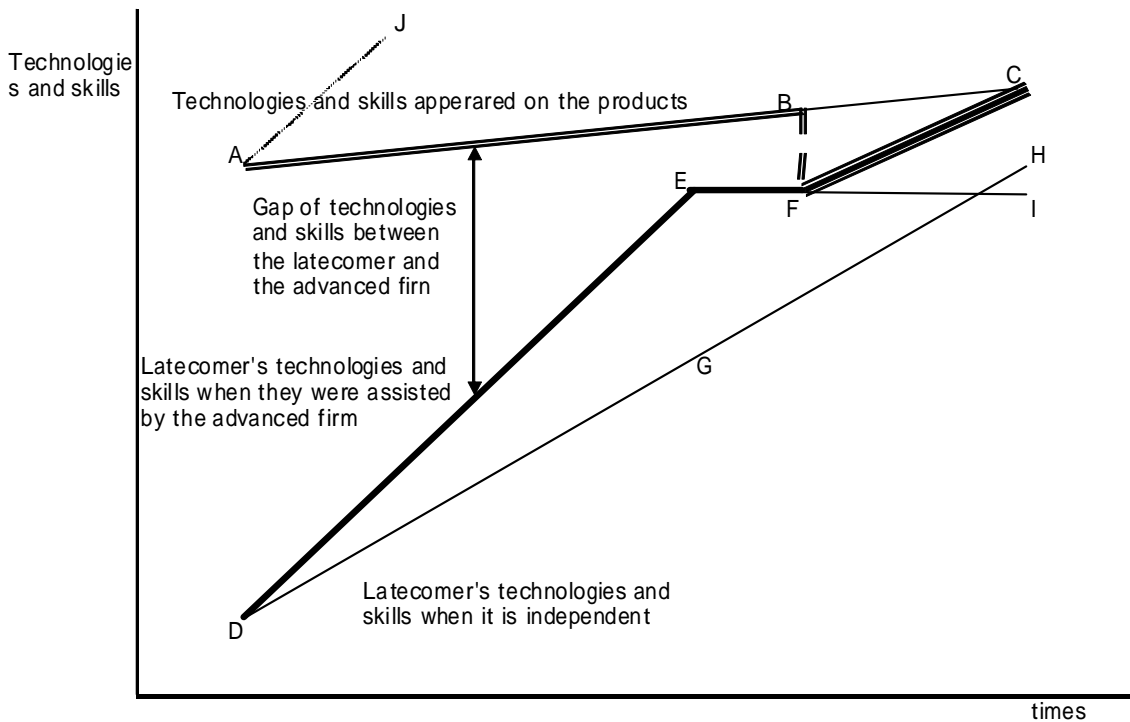 J
Technologie
s and skills
C
Technologies and skills apperared on the products
B
A
H
E
Gap of technologies
and skills between
the latecomer and
the advanced firn
F
I
Latecomer's technologies and
skills when they were assisted
by the advanced firm
G
Latecomer's technologies and
skills when it is independent
D
times